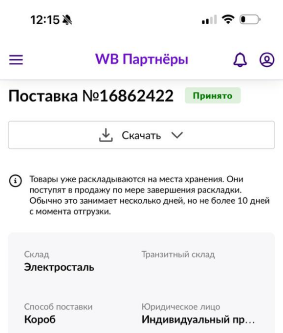 12:15
WB Партнёры
Поставка №16862422 Принято
Скачать
Товары уже раскладываются на места хранения. Они
поступят в продажу по мере завершения раскладки.
Обычно это занимает несколько дней, но не более 10 дней
с момента отгрузки.
Склад Транзитный склад
Электросталь
Способ поставки Юридическое лицо
Короб Индивидуальный пр...